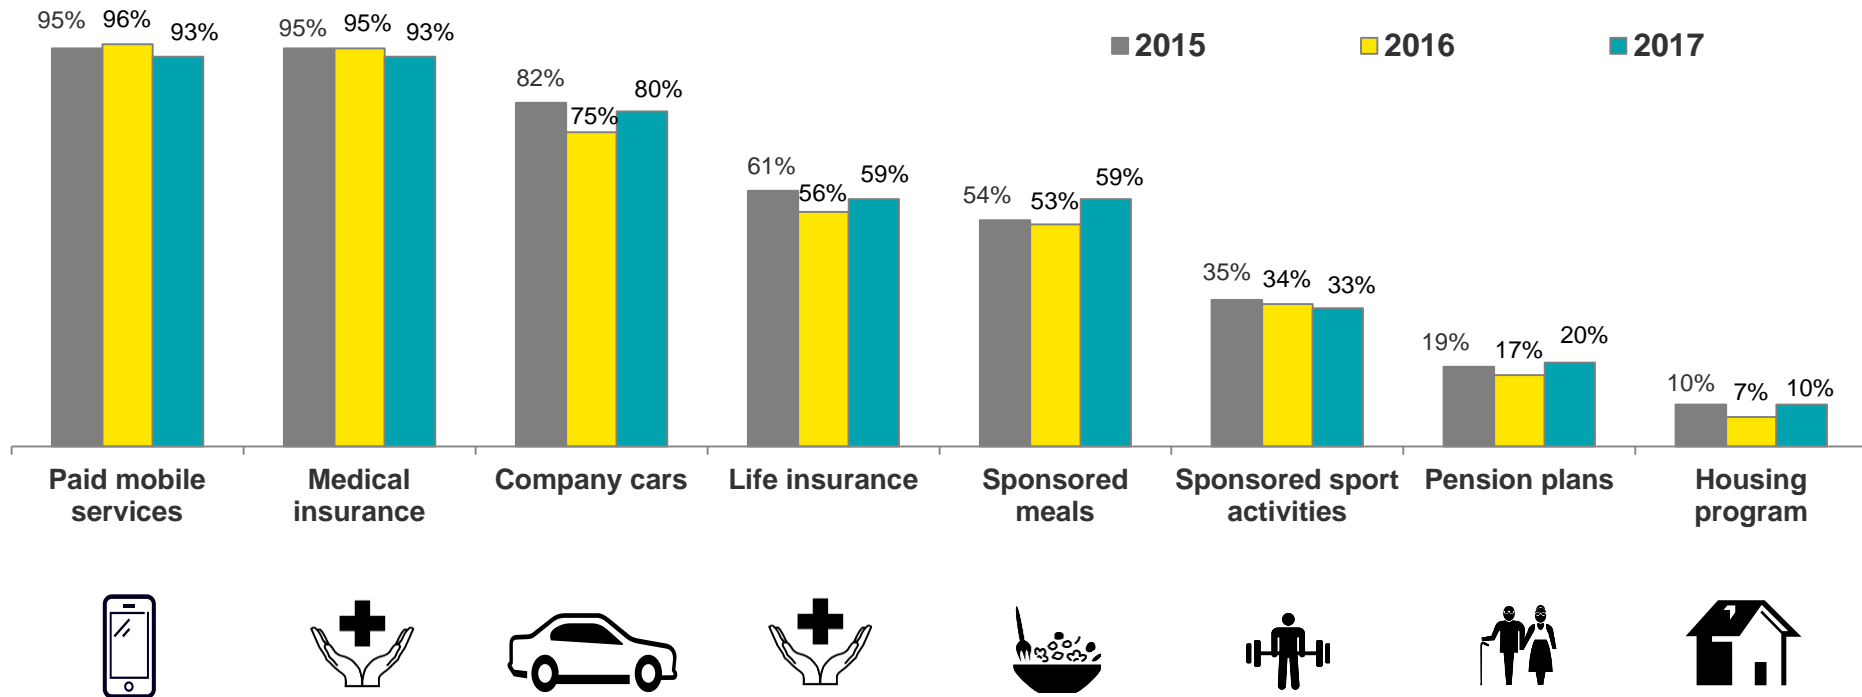 95% 96% 93%
95% 95% 93%
82% 75% 80%
61% 56% 59%
54% 53% 59%
35% 34% 33%
19% 17% 20%
10% 7% 10%
2015 2016 2017
Paid mobile
services
Medical
insurance
Company cars
Life insurance
Sponsored
meals
Sponsored sport
activities
Pension plans
Housing
program